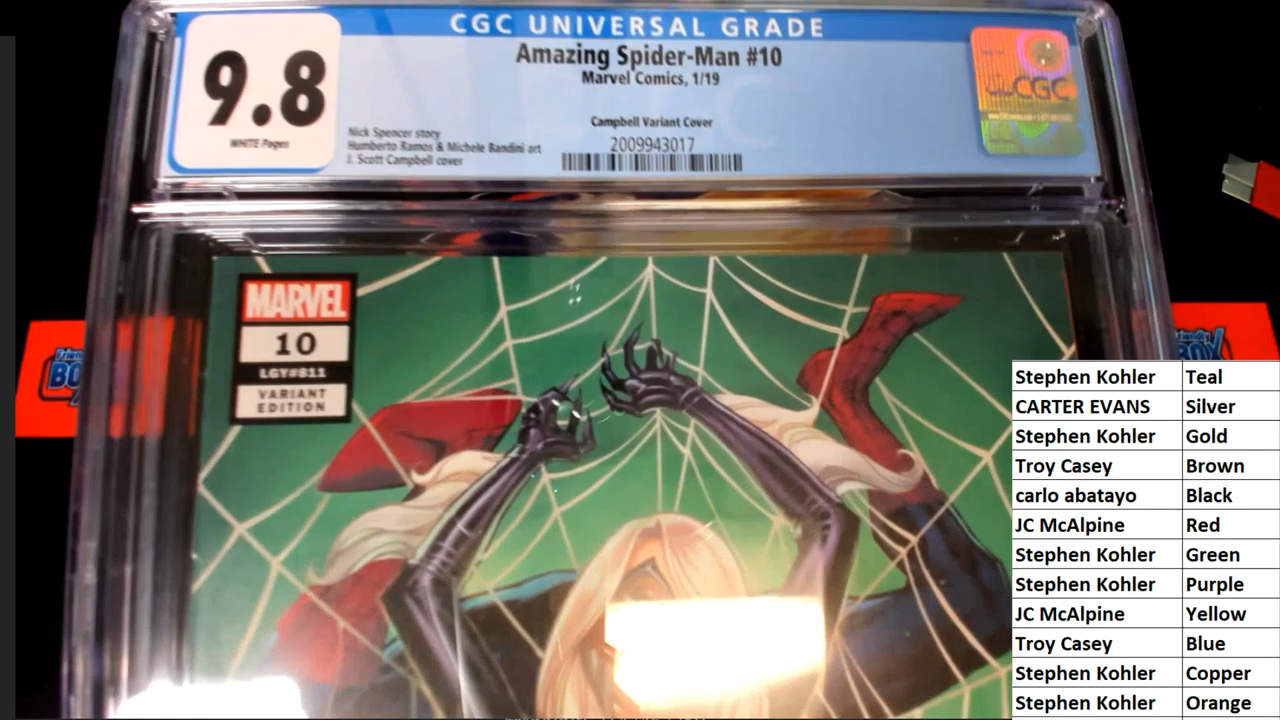 CGC UNIVERSAL GRADE
9.8
WHITE Pages
Amazing Spider-Man #10
Marvel Comics, 1/19
Campbell Variant Cover
2009943017
Nick Spencer story
Humberto Ramos & Michele Bandini art
J. Scott Campbell cover
CGC
MARVEL
10
LGY#811
VARIANT
EDITION
Stephen Kohler Teal
CARTER EVANS Silver
Stephen Kohler Gold
Troy Casey Brown
carlo abatayo Black
JC McAlpine Red
Stephen Kohler Green
Stephen Kohler Purple
JC McAlpine Yellow
Troy Casey Blue
Stephen Kohler Copper
Stephen Kohler Orange